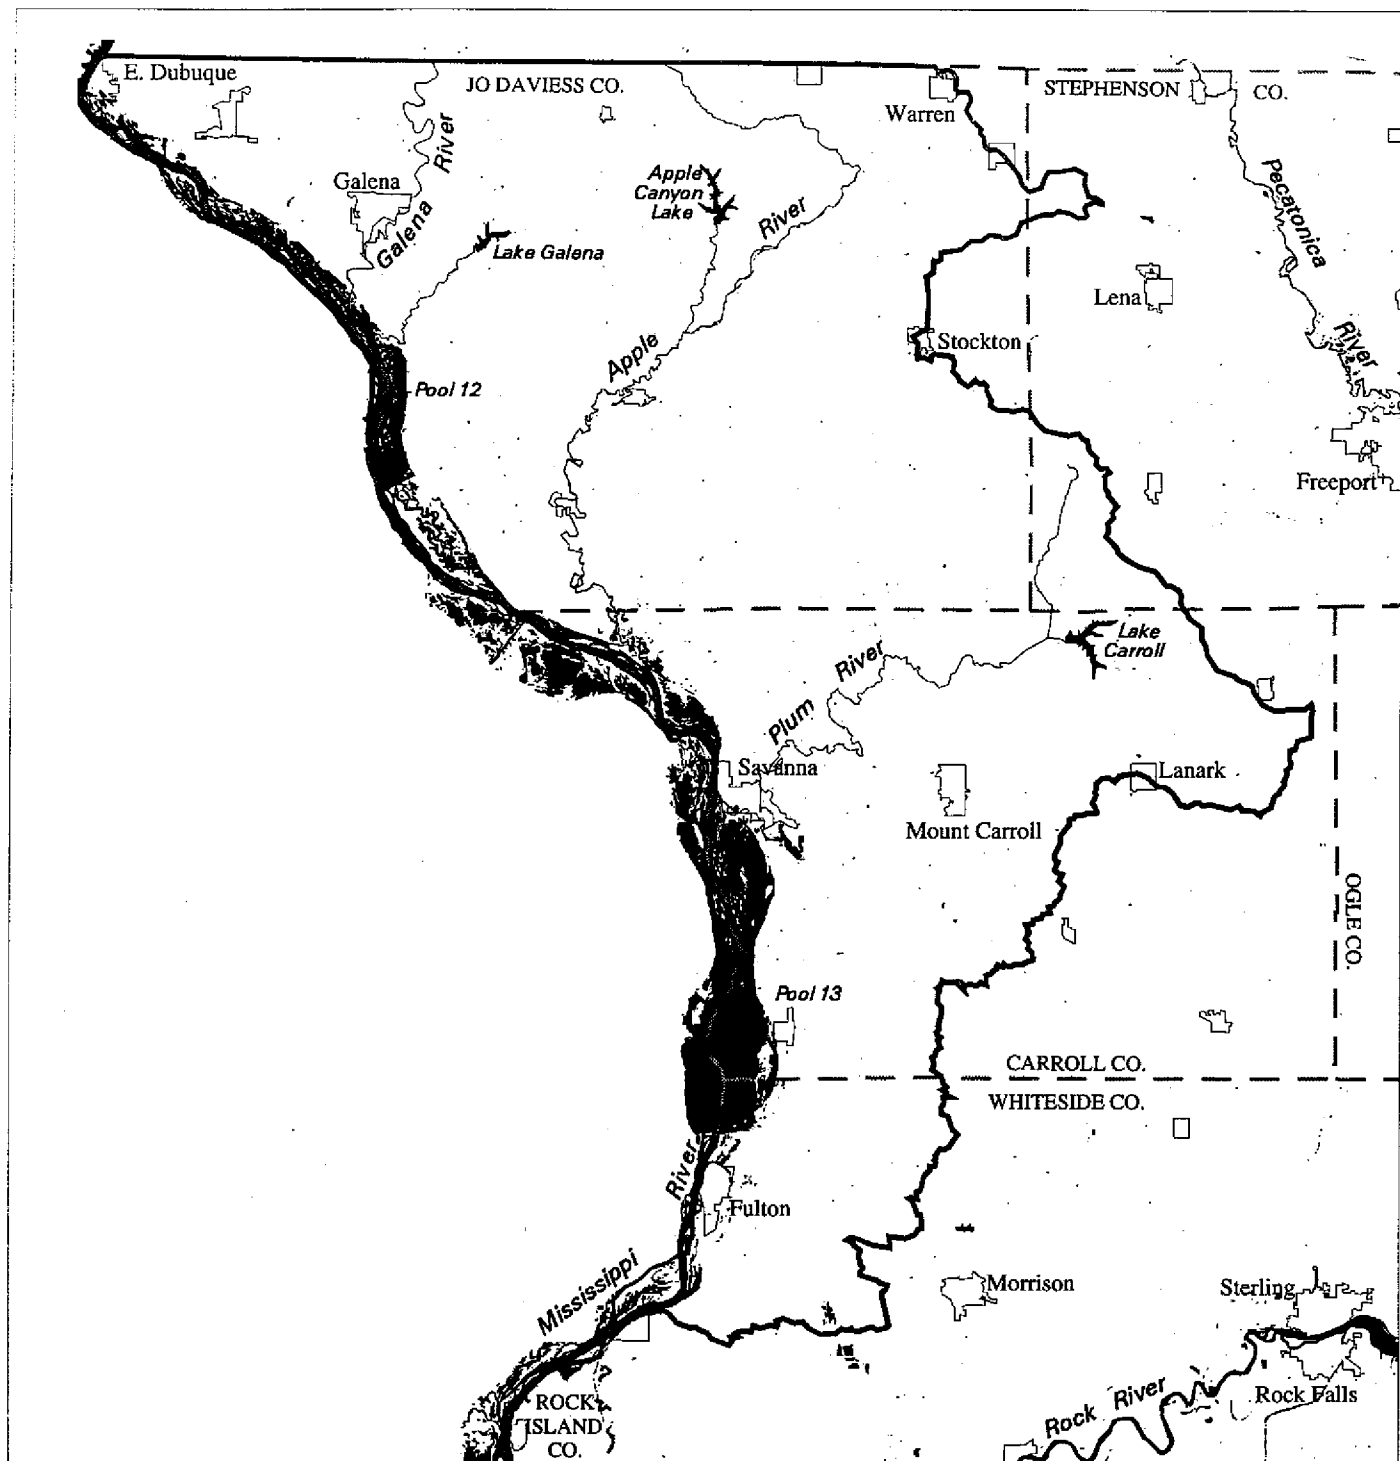 E. Dubuque
JO DAVIESS CO.
STEPHENSON CO.
Warren
Galena
Galena River
Apple
Canyon
Lake
Lake Galena
Apple River
Pecatonica River
Lena
Stockton
Pool 12
Freeport
Lake
Carroll
Plum River
Savanna
Lanark
Mount Carroll
OGLE CO.
Pool 13
CARROLL CO.
WHITESIDE CO.
Fulton
Mississippi River
Morrison
Sterling
Rock Falls
Rock River
ROCK
ISLAND
CO.